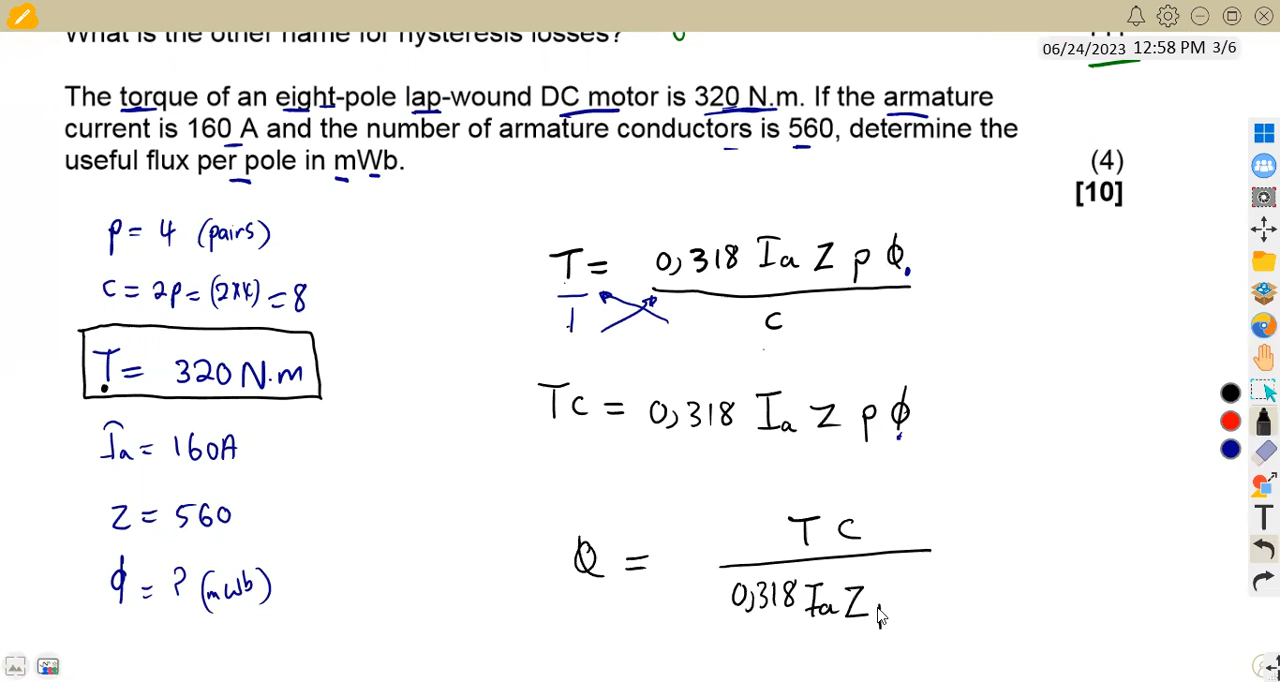 What is the other name for hysteresis losses?
06/24/2023 12:58 PM 3/6
The torque of an eight-pole lap-wound DC motor is 320 N.m. If the armature
current is 160 A and the number of armature conductors is 560, determine the
useful flux per pole in mWb. (4)
[10]
p = 4 (pairs)
c = 2p = (2×4) = 8
T = 320 N.m
Ia = 160A
Z = 560
ϕ = ? (mWb)
T = 0,318 Ia Z p ϕ
1 c
Tc = 0,318 Ia Z p ϕ
ϕ = T c
0,318 Ia Z
T